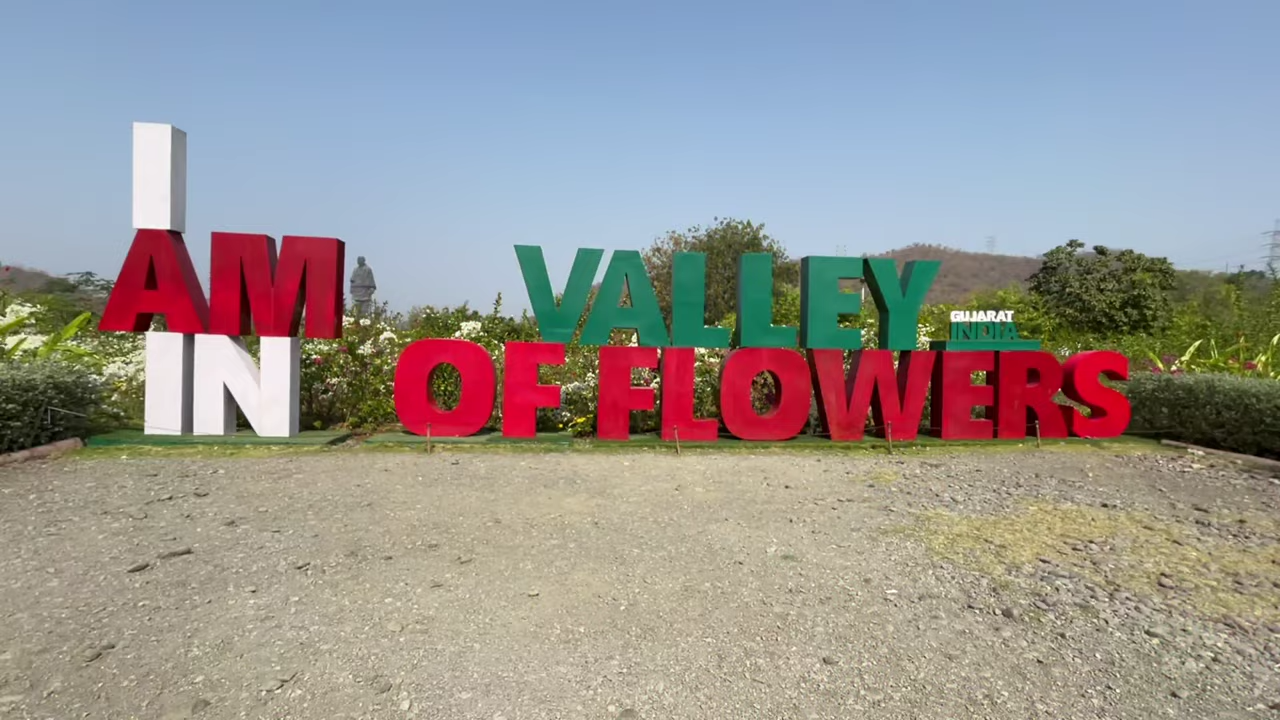 I
AM
IN
VALLEY
OF FLOWERS
GUJARAT
INDIA